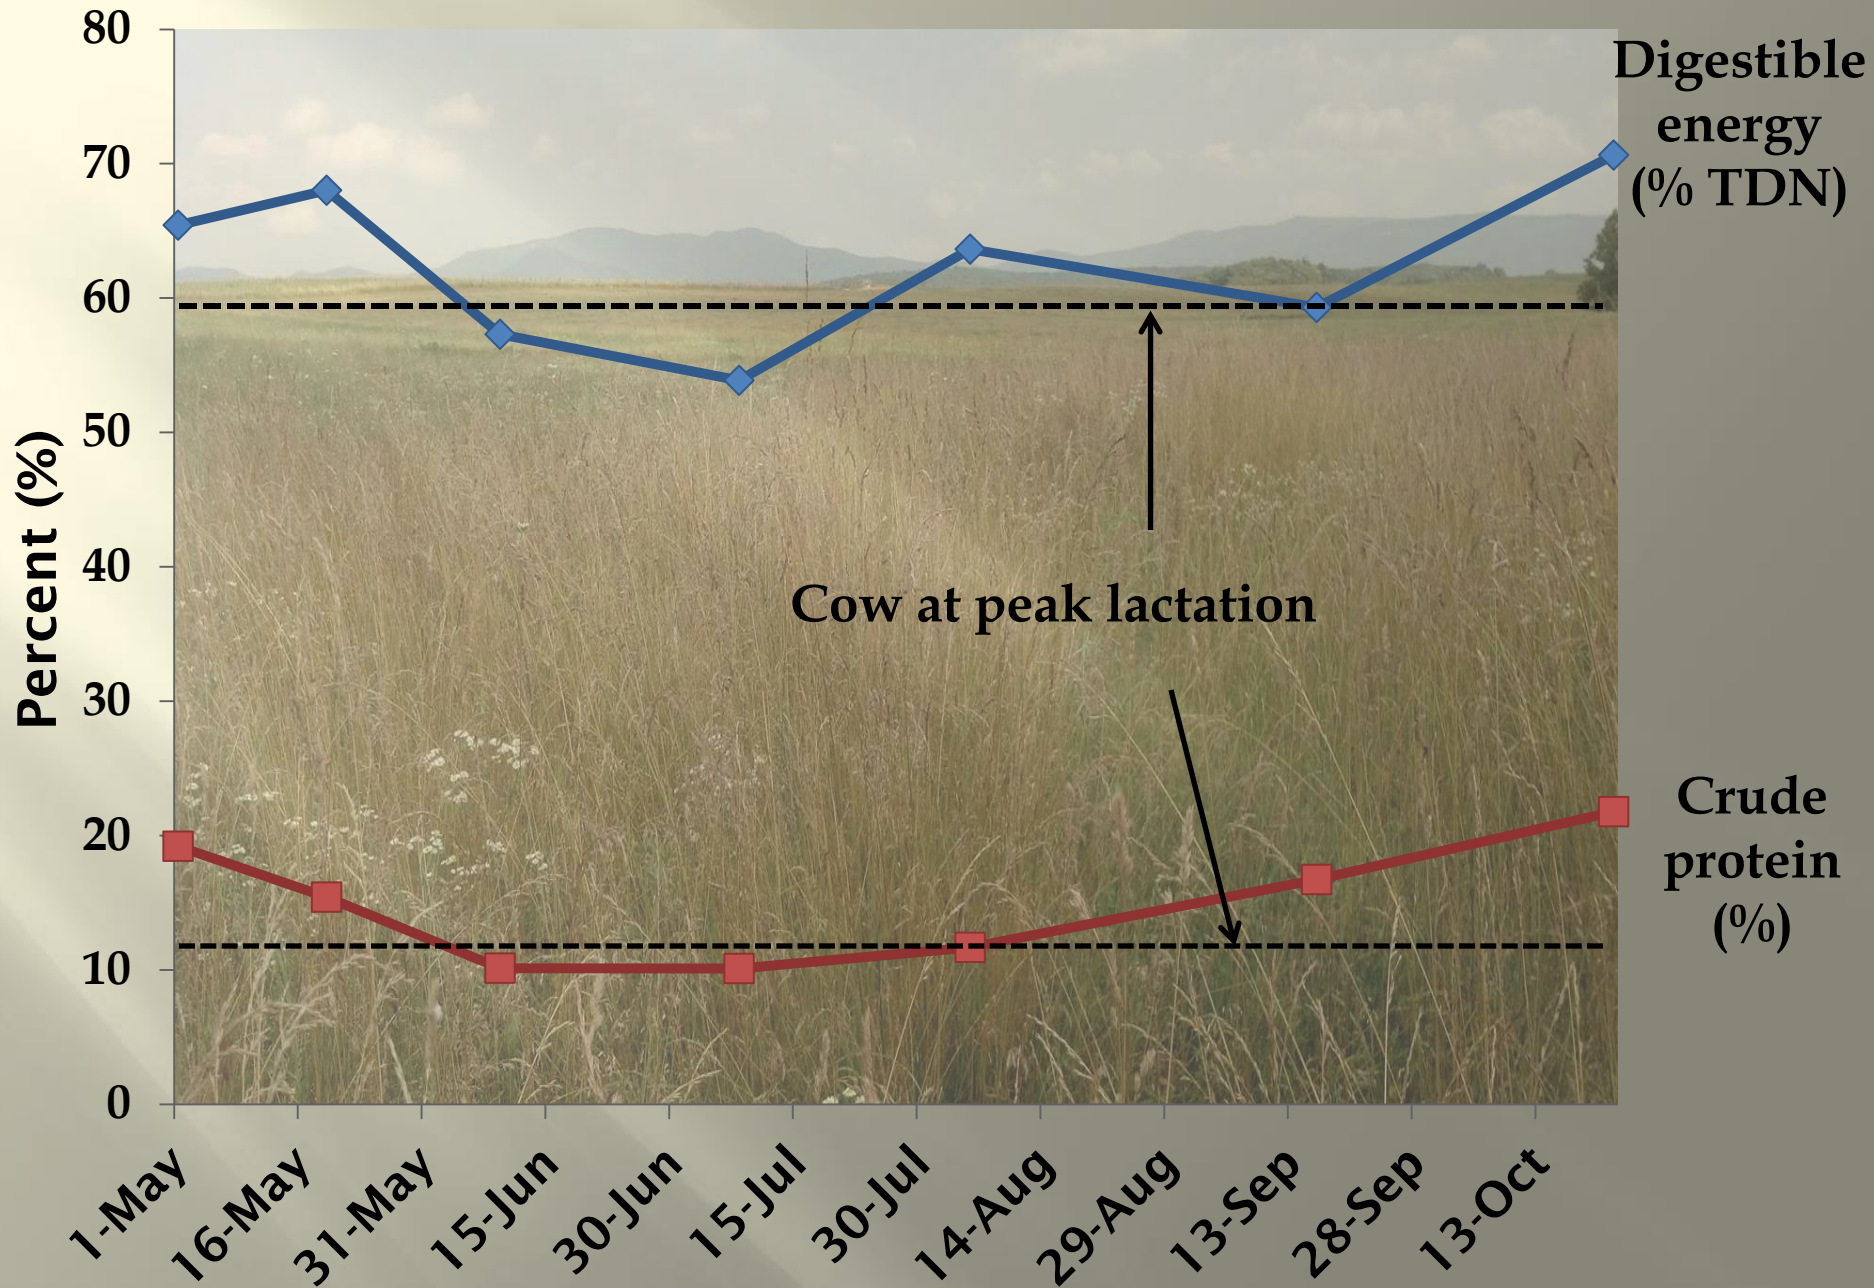 80
70
60
50
40
30
20
10
0
Percent (%)
Digestible
energy
(% TDN)
Cow at peak lactation
Crude
protein
(%)
1-May
16-May
31-May
15-Jun
30-Jun
15-Jul
30-Jul
14-Aug
29-Aug
13-Sep
28-Sep
13-Oct